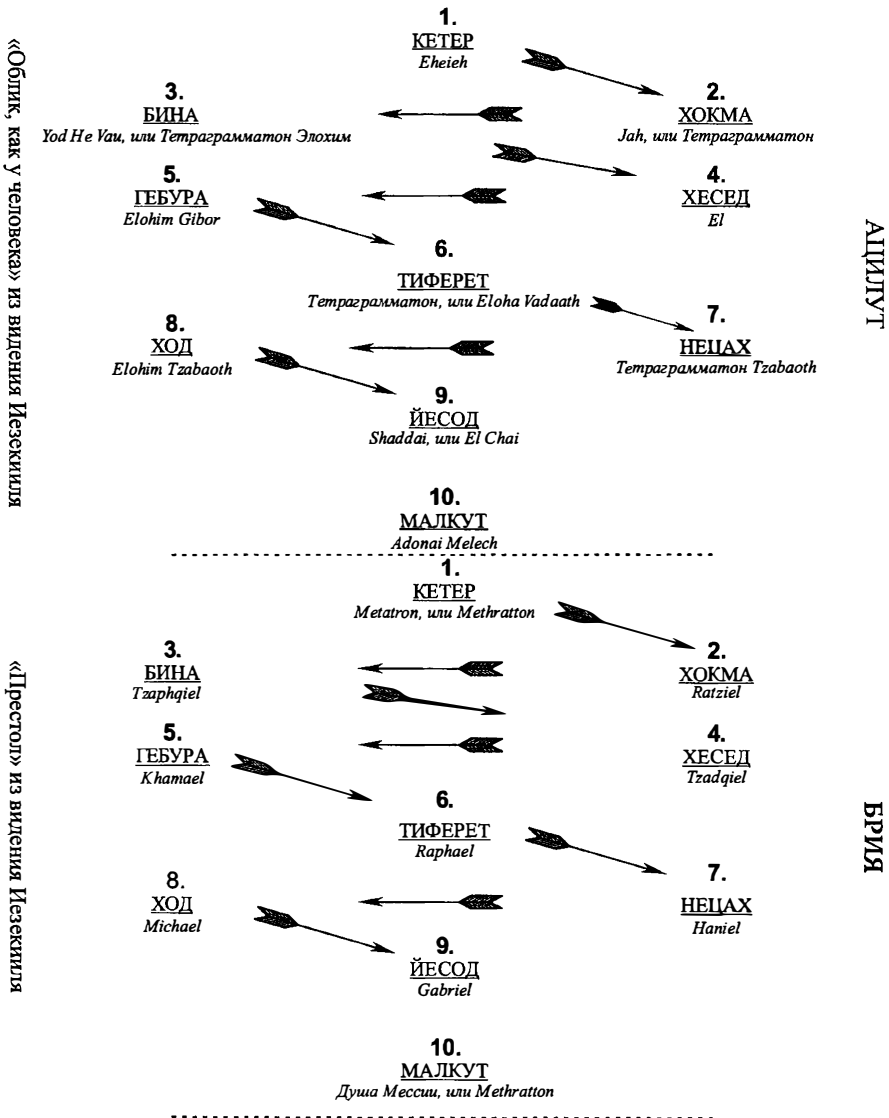 «Облик, как у человека» из видения Иезекииля
АЦИЛУТ
1.
КЕТЕР
Eheieh
2.
ХОКМА
Jah, или Тетраграмматон
3.
БИНА
Yod He Vau, или Тетраграмматон Элохим
4.
ХЕСЕД
El
5.
ГЕБУРА
Elohim Gibor
6.
ТИФЕРЕТ
Тетраграмматон, или Eloha Vadaath
7.
НЕЦАХ
Тетраграмматон Tzabaoth
8.
ХОД
Elohim Tzabaoth
9.
ЙЕСОД
Shaddai, или El Chai
10.
МАЛКУТ
Adonai Melech
«Престол» из видения Иезекииля
БРИЯ
1.
КЕТЕР
Metatron, или Methratton
2.
ХОКМА
Ratziel
3.
БИНА
Tzaphqiel
4.
ХЕСЕД
Tzadqiel
5.
ГЕБУРА
Khamael
6.
ТИФЕРЕТ
Raphael
7.
НЕЦАХ
Haniel
8.
ХОД
Michael
9.
ЙЕСОД
Gabriel
10.
МАЛКУТ
Душа Мессии, или Methratton